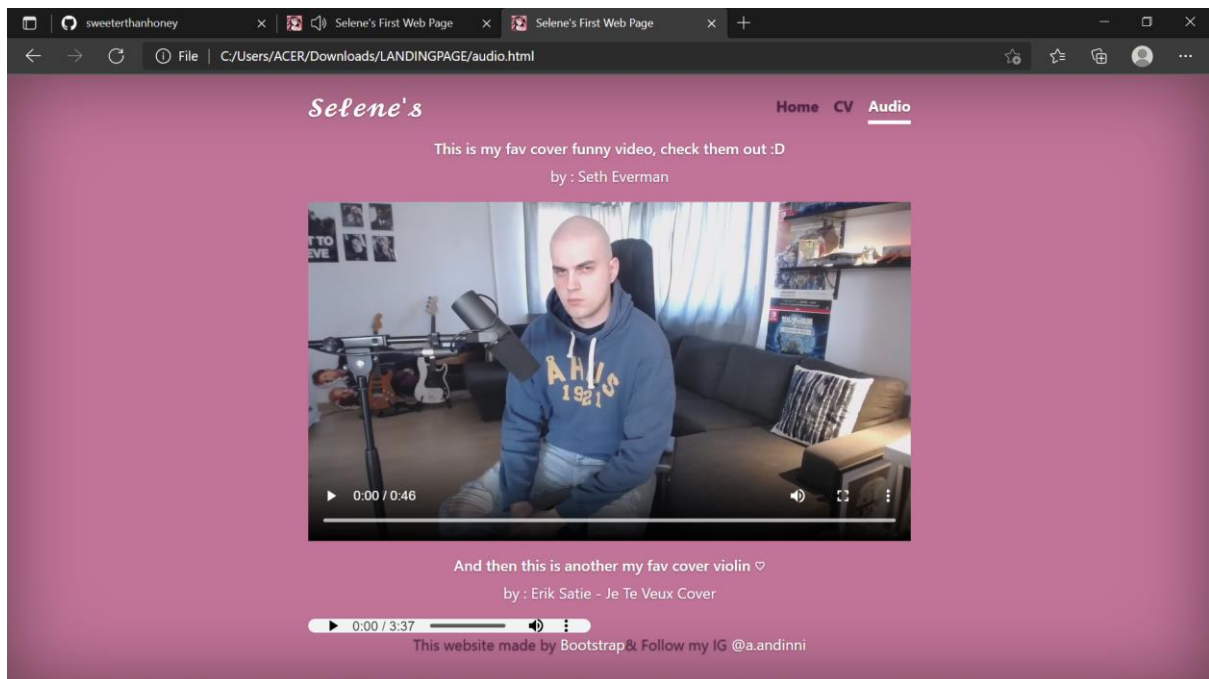 sweeterthanhoney
Selene's First Web Page
Selene's First Web Page
File | C:/Users/ACER/Downloads/LANDINGPAGE/audio.html
Selene's
Home CV Audio
This is my fav cover funny video, check them out :D
by : Seth Everman
ÅHUS
1921
0:00 / 0:46
And then this is another my fav cover violin ♡
by : Erik Satie - Je Te Veux Cover
0:00 / 3:37
This website made by Bootstrap& Follow my IG @a.andinni